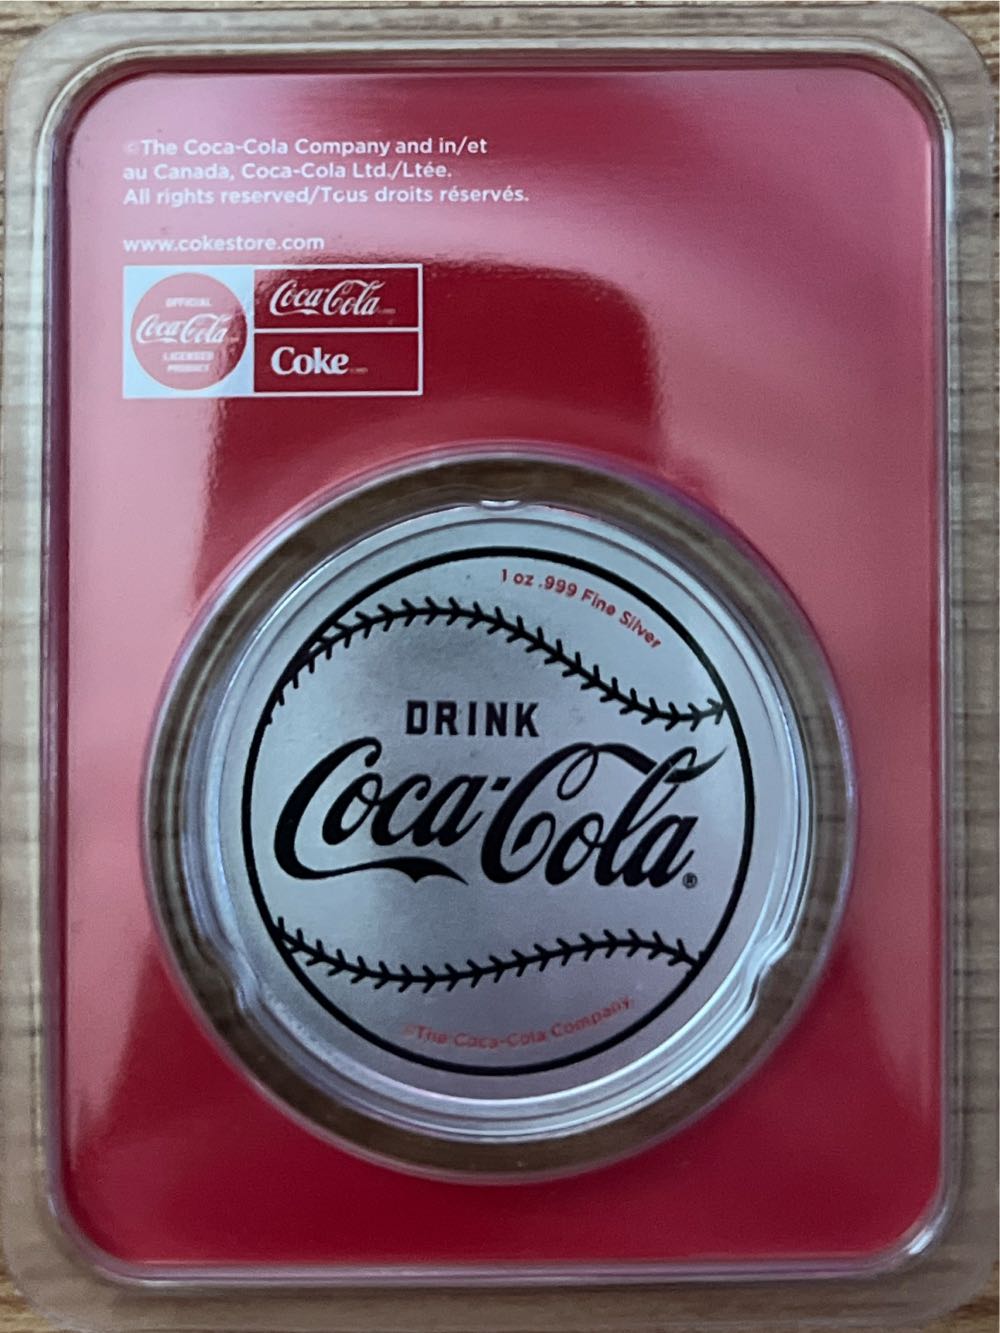 ©The Coca-Cola Company and in/et
au Canada, Coca-Cola Ltd./Ltée.
All rights reserved/Tous droits réservés.
www.cokestore.com
OFFICIAL
Coca-Cola
LICENSED
PRODUCT
Coca-Cola
Coke
1 oz .999 Fine Silver
DRINK
Coca-Cola®
©The Coca-Cola Company.